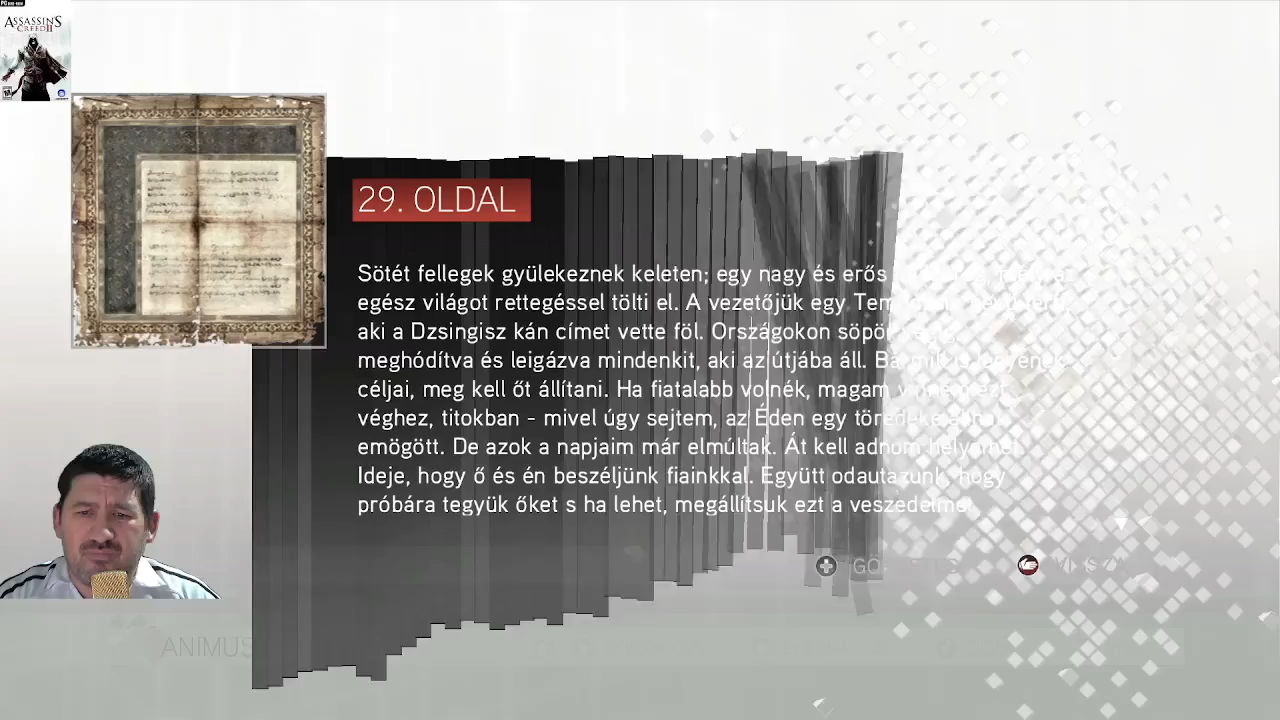 ASSASSIN'S
CREED II
29. OLDAL
Sötét fellegek gyülekeznek keleten; egy nagy és erős
egész világot rettegéssel tölti el. A vezetőjük egy
aki a Dzsingisz kán címet vette föl. Országokon
meghódítva és leigázva mindenkit, aki az útjába áll.
céljai, meg kell őt állítani. Ha fiatalabb volnék, magam
véghez, titokban - mivel úgy sejtem, az Éden egy
emögött. De azok a napjaim már elmúltak. Át kell adnom helyemet.
Ideje, hogy ő és én beszéljünk fiainkkal. Együtt odautazunk, hogy
próbára tegyük őket s ha lehet, megállítsuk ezt a veszedelmet.
VISSZA
ANIMUS